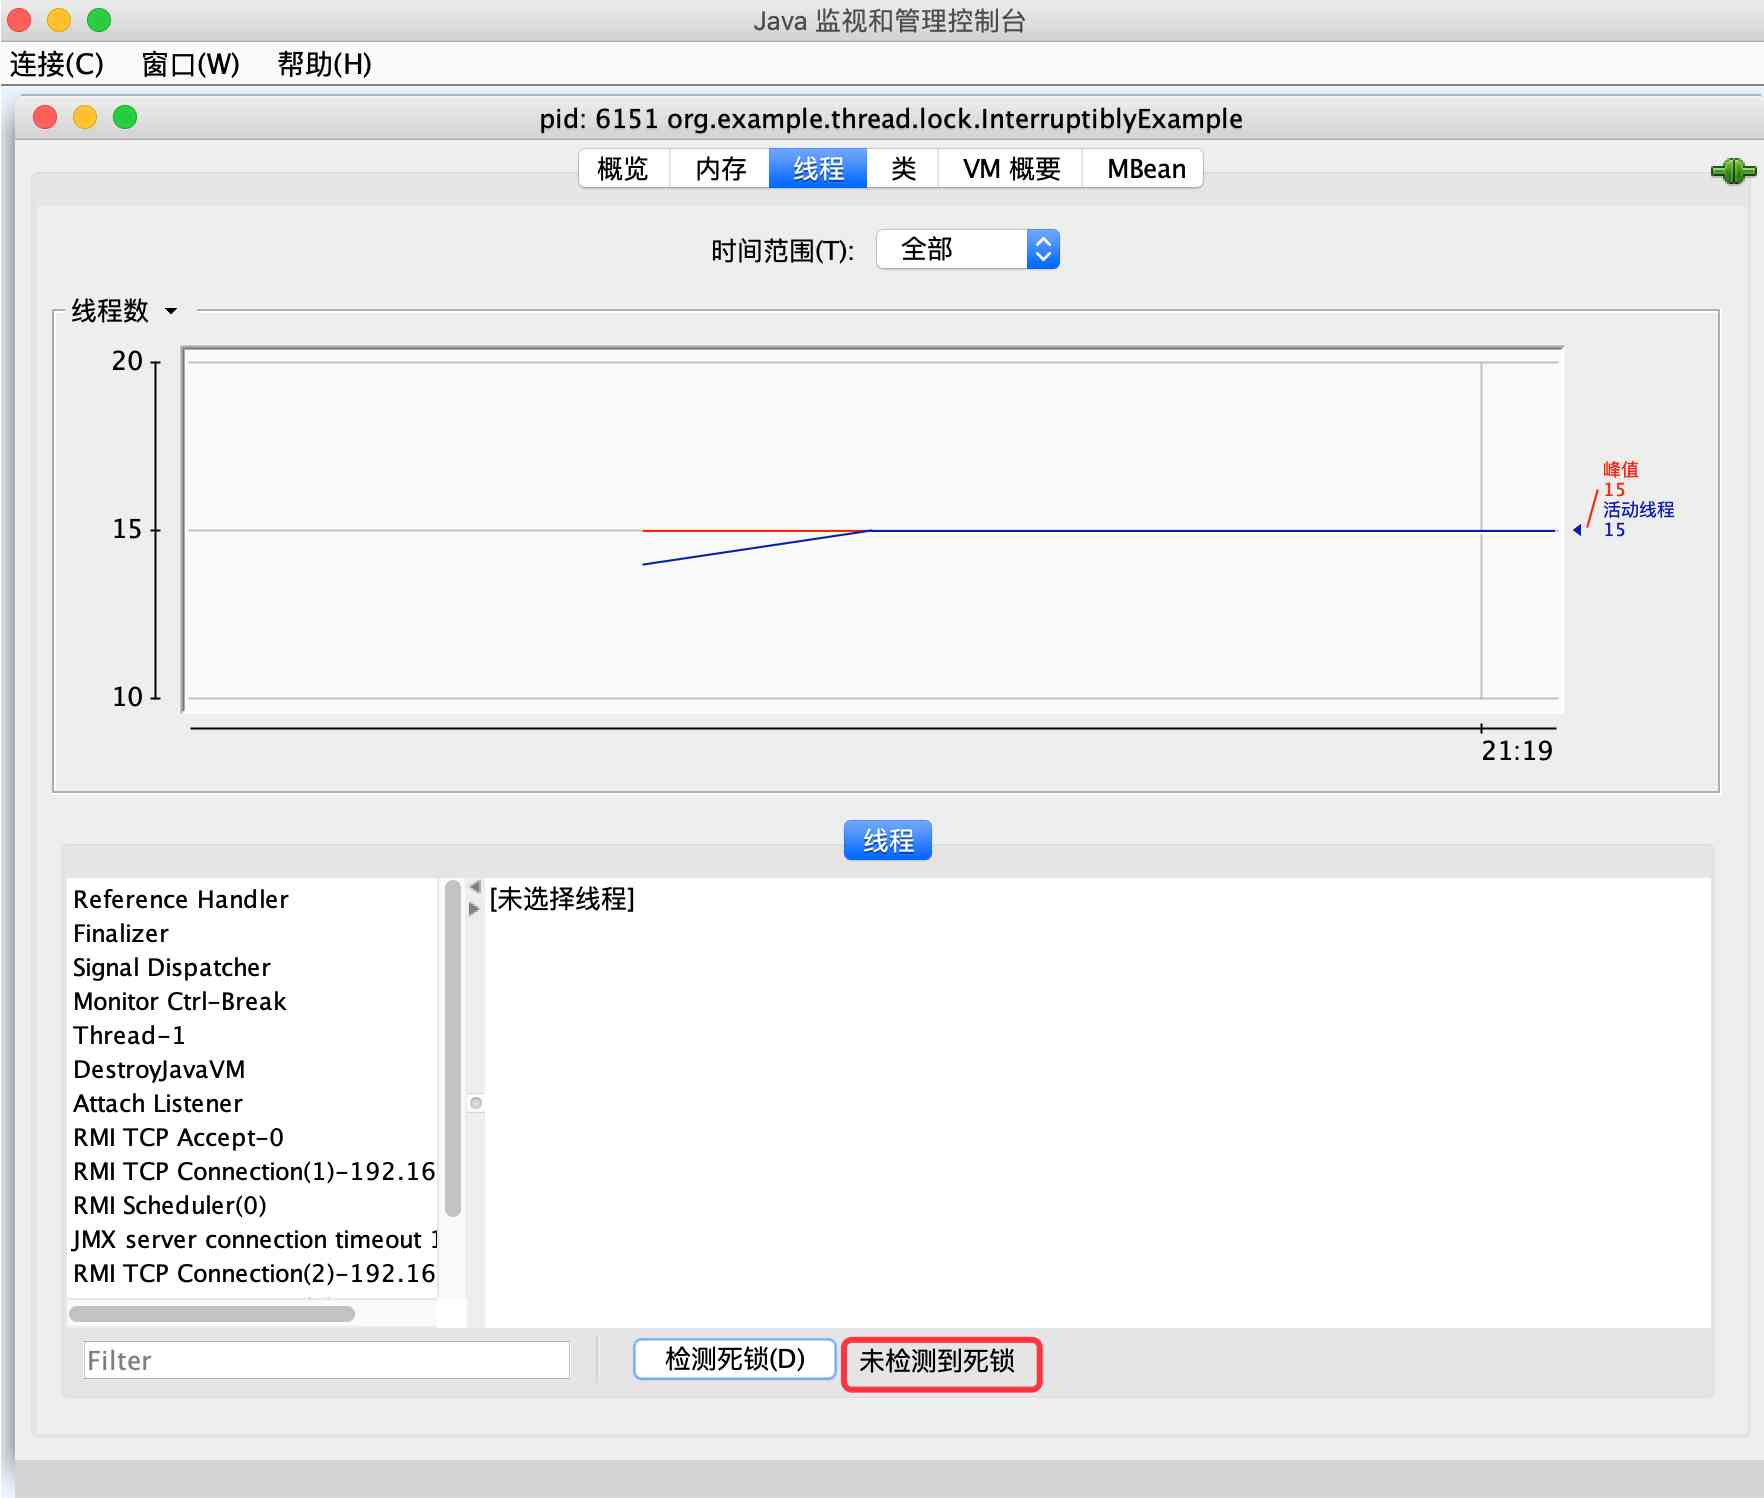 Java 监视和管理控制台
连接(C) 窗口(W) 帮助(H)
pid: 6151 org.example.thread.lock.InterruptiblyExample
概览 内存 线程 类 VM 概要 MBean
时间范围(T): 全部
线程数
20
15
10
峰值
15
活动线程
15
21:19
线程
Reference Handler
Finalizer
Signal Dispatcher
Monitor Ctrl-Break
Thread-1
DestroyJavaVM
Attach Listener
RMI TCP Accept-0
RMI TCP Connection(1)-192.16
RMI Scheduler(0)
JMX server connection timeout 1
RMI TCP Connection(2)-192.16
[未选择线程]
Filter
检测死锁(D) 未检测到死锁